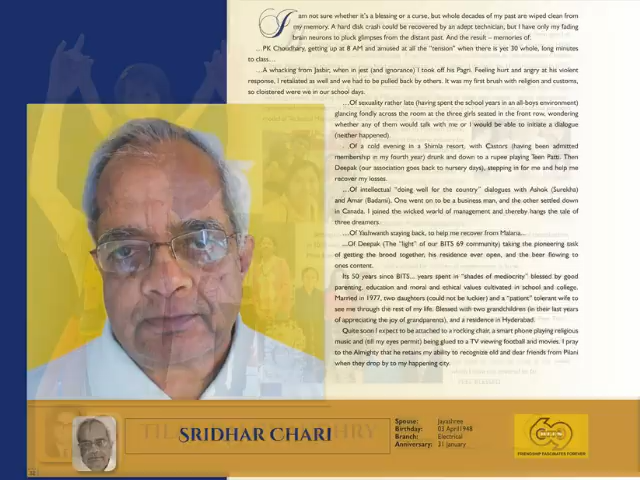 I am not sure whether it's a blessing or a curse, but whole decades of my past are wiped clean from
my memory. A hard disk crash could be recovered by an adept technician, but I have only my fading
brain neurons to pluck glimpses from the distant past. And the result – memories of.
...PK Choudhary, getting up at 8 AM and amused at all the "tension" when there is yet 30 whole, long minutes
to class...
...A whacking from Jasbir, when in jest (and ignorance) I took off his Pagri. Feeling hurt and angry at his violent
response, I retaliated as well and we had to be pulled back by others. It was my first brush with religion and customs,
so cloistered were we in our school days.
...Of sexuality rather late (having spent the school years in an all-boys environment)
glancing fondly across the room at the three girls seated in the front row, wondering
whether any of them would talk with me or I would be able to initiate a dialogue
(neither happened).
...Of a cold evening in a Shimla resort, with Castors (having been admitted
membership in my fourth year) drunk and down to a rupee playing Teen Patti. Then
Deepak (our association goes back to nursery days), stepping in for me and help me
recover my losses.
...Of intellectual "doing well for the country" dialogues with Ashok (Surekha)
and Amar (Badami). One went on to be a business man, and the other settled down
in Canada. I joined the wicked world of management and thereby hangs the tale of
three dreamers.
...Of Yashwanth staying back, to help me recover from Malaria...
...Of Deepak (The "light" of our BITS 69 community) taking the pioneering task
of getting the brood together, his residence ever open, and the beer flowing to
ones content.
Its 50 years since BITS... years spent in "shades of mediocrity" blessed by good
parenting, education and moral and ethical values cultivated in school and college.
Married in 1977, two daughters (could not be luckier) and a "patient" tolerant wife to
see me through the rest of my life. Blessed with two grandchildren (in their last years
of appreciating the joy of grandparents), and a residence in Hyderabad.
Quite soon I expect to be attached to a rocking chair, a smart phone playing religious
music and (till my eyes permit) being glued to a TV viewing football and movies. I pray
to the Almighty that he retains my ability to recognize old and dear friends from Pilani
when they drop by to my happening city.
SRIDHAR CHARI
Spouse: Jayashree
Birthday: 03 April 1948
Branch: Electrical
Anniversary: 31 January
FRIENDSHIP FASCINATES FOREVER